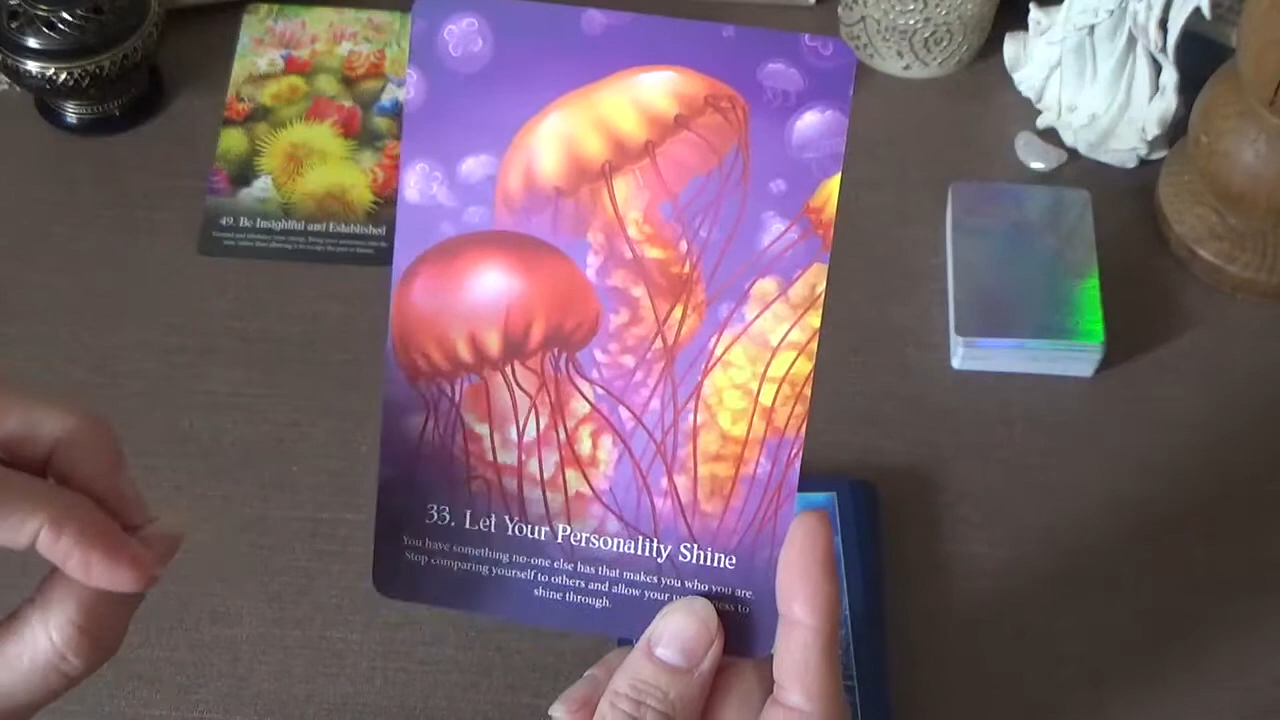 49. Be Insightful and Established
33. Let Your Personality Shine
You have something no-one else has that makes you who you are.
Stop comparing yourself to others and allow your to
shine through.